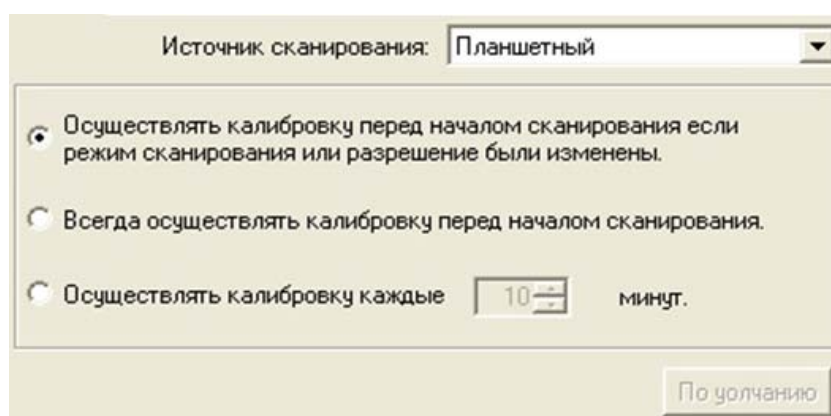 Источник сканирования: Планшетный
Осуществлять калибровку перед началом сканирования если
режим сканирования или разрешение были изменены.
Всегда осуществлять калибровку перед началом сканирования.
Осуществлять калибровку каждые 10 минут.
По уолчанию